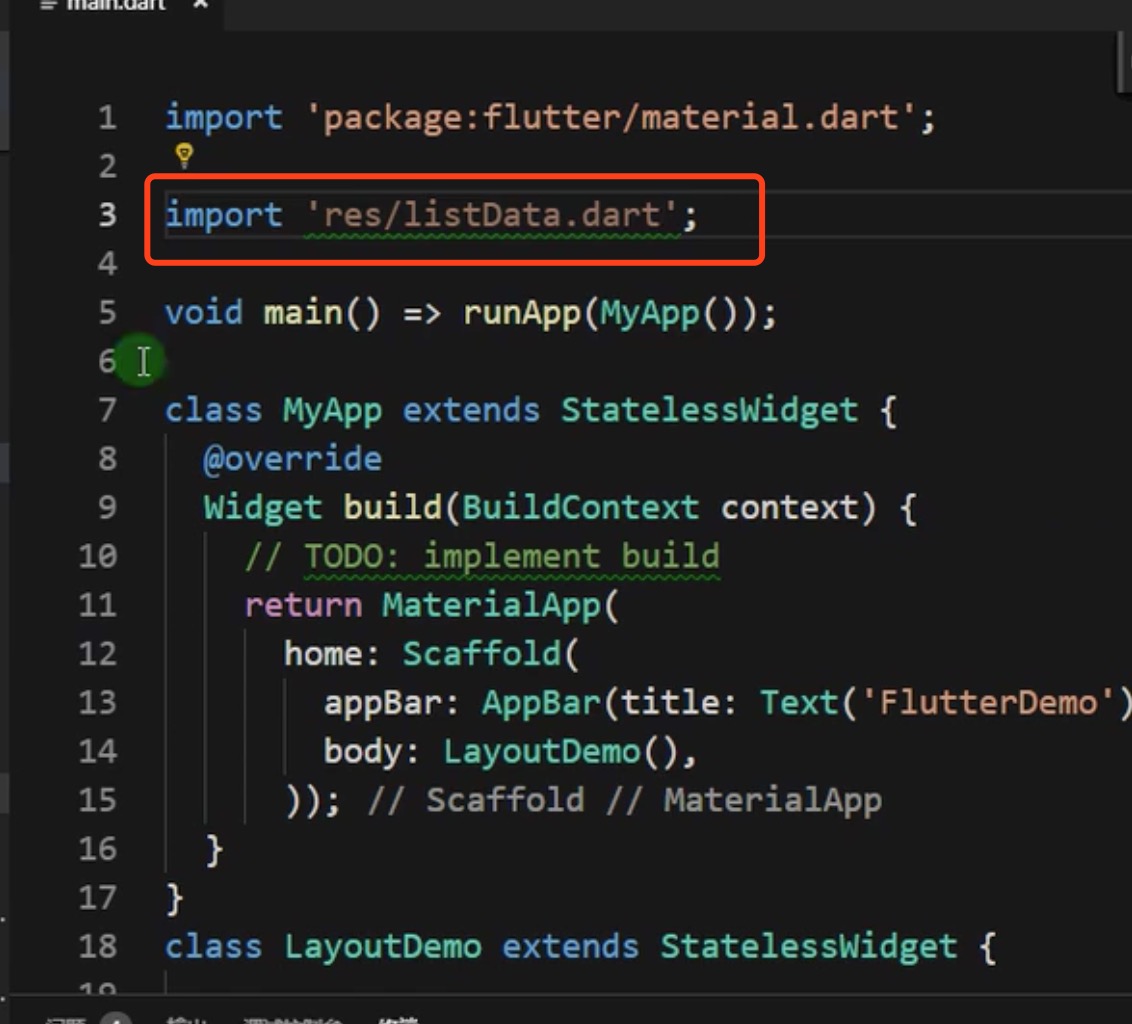 main.dart ×
1 import 'package:flutter/material.dart';
2
3 import 'res/listData.dart';
4
5 void main() => runApp(MyApp());
6
7 class MyApp extends StatelessWidget {
8 @override
9 Widget build(BuildContext context) {
10 // TODO: implement build
11 return MaterialApp(
12 home: Scaffold(
13 appBar: AppBar(title: Text('FlutterDemo')
14 body: LayoutDemo(),
15 )); // Scaffold // MaterialApp
16 }
17 }
18 class LayoutDemo extends StatelessWidget {
19